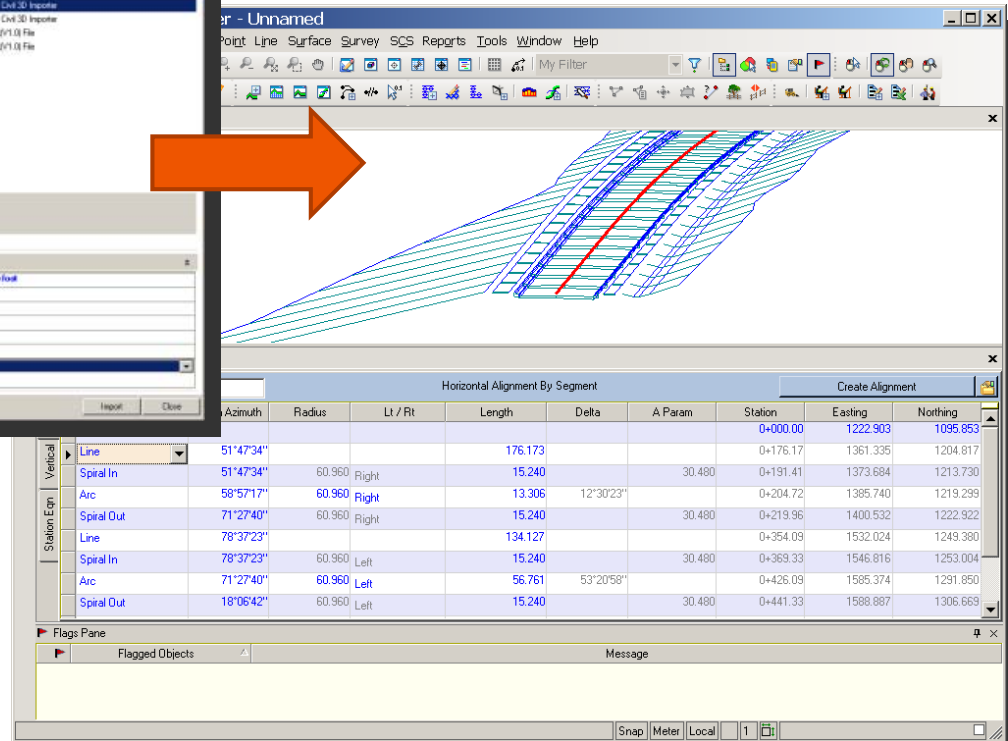 Civil 3D Importer
Civil 3D Importer
(V1.0) File
(V1.0) File
foot
Import Close
er - Unnamed
Point Line Surface Survey SCS Reports Tools Window Help
My Filter
Horizontal Alignment By Segment Create Alignment
Azimuth Radius Lt / Rt Length Delta A Param Station Easting Northing
0+000.00 1222.903 1095.853
Line 51°47'34" 176.173 0+176.17 1361.335 1204.817
Spiral In 51°47'34" 60.960 Right 15.240 30.480 0+191.41 1373.684 1213.730
Arc 58°57'17" 60.960 Right 13.306 12°30'23" 0+204.72 1385.740 1219.299
Spiral Out 71°27'40" 60.960 Right 15.240 30.480 0+219.96 1400.532 1222.922
Line 78°37'23" 134.127 0+354.09 1532.024 1249.380
Spiral In 78°37'23" 60.960 Left 15.240 30.480 0+369.33 1546.816 1253.004
Arc 71°27'40" 60.960 Left 56.761 53°20'58" 0+426.09 1585.374 1291.850
Spiral Out 18°06'42" 60.960 Left 15.240 30.480 0+441.33 1588.887 1306.669
Vertical
Station Eqn
Flags Pane
Flagged Objects Message
Snap Meter Local 1